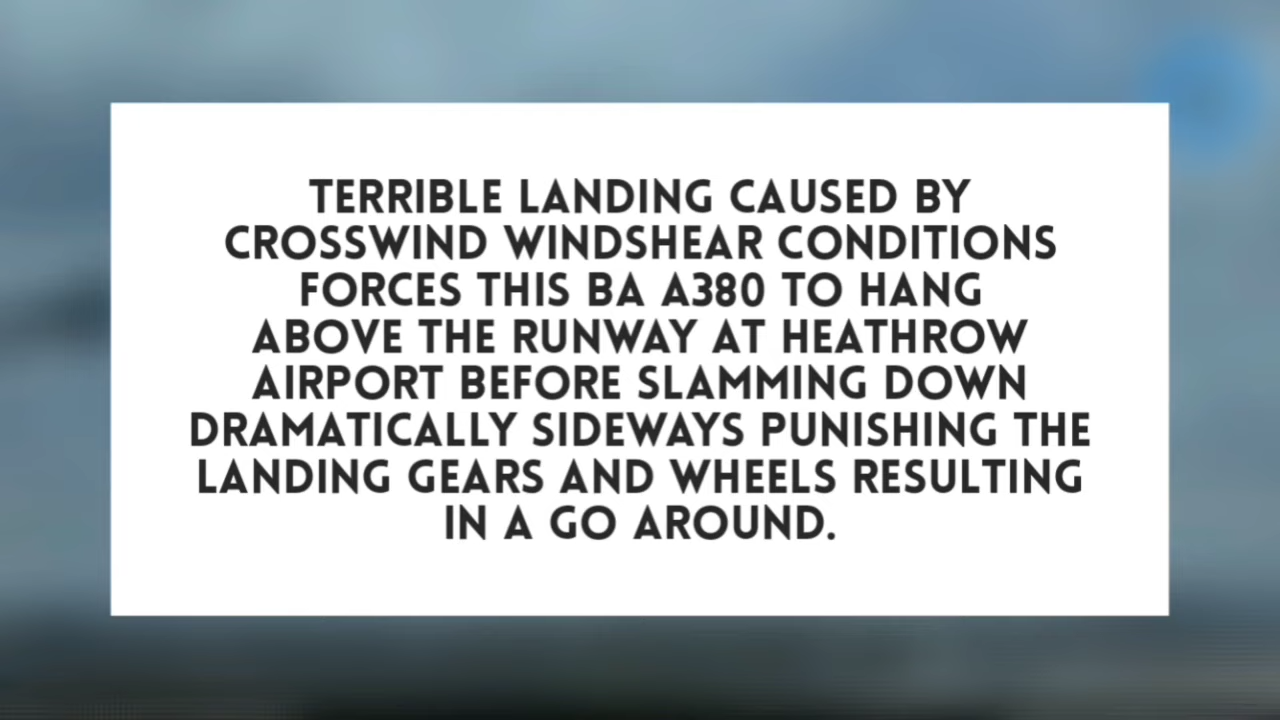 TERRIBLE LANDING CAUSED BY
CROSSWIND WINDSHEAR CONDITIONS
FORCES THIS BA A380 TO HANG
ABOVE THE RUNWAY AT HEATHROW
AIRPORT BEFORE SLAMMING DOWN
DRAMATICALLY SIDEWAYS PUNISHING THE
LANDING GEARS AND WHEELS RESULTING
IN A GO AROUND.